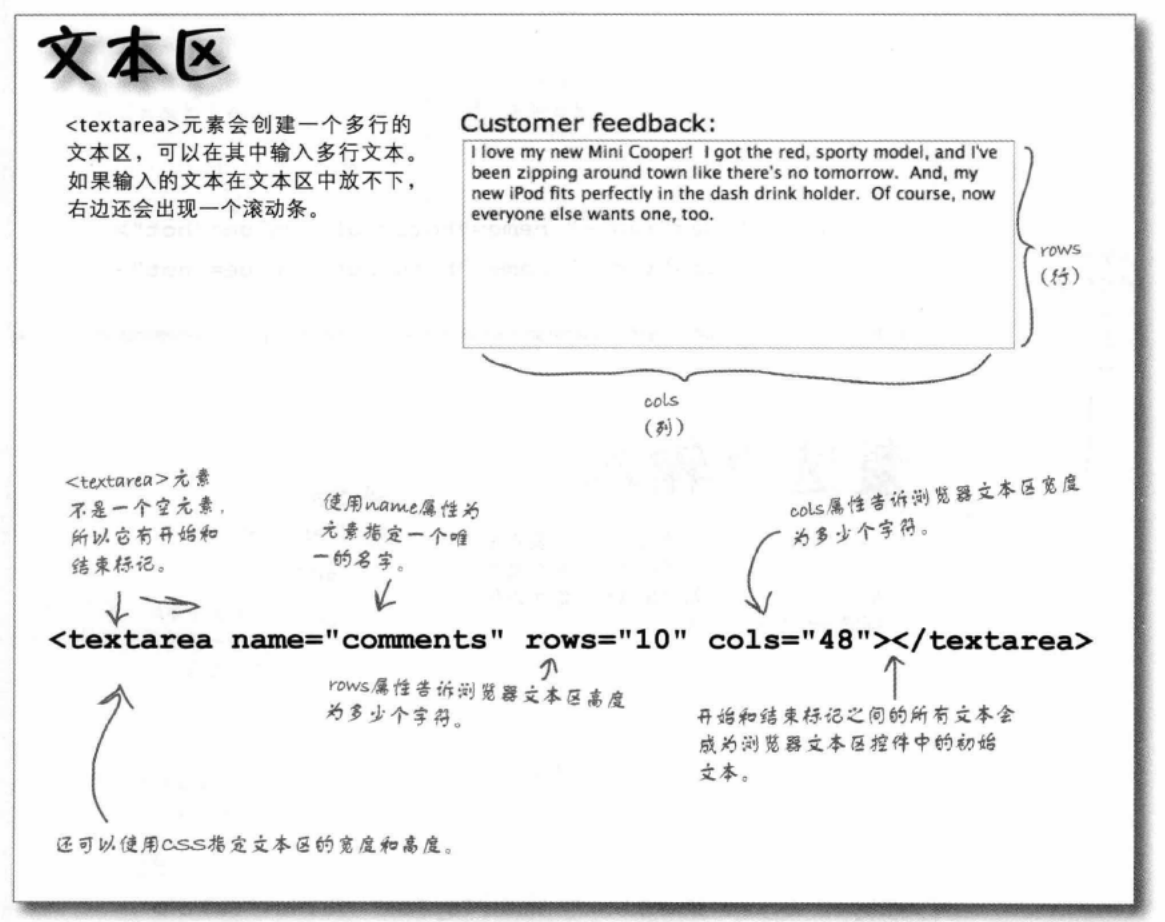 文本区
<textarea>元素会创建一个多行的
文本区，可以在其中输入多行文本。
如果输入的文本在文本区中放不下，
右边还会出现一个滚动条。
Customer feedback:
I love my new Mini Cooper!  I got the red, sporty model, and I've
been zipping around town like there's no tomorrow.  And, my
new iPod fits perfectly in the dash drink holder.  Of course, now
everyone else wants one, too.
rows
（行）
cols
（列）
<textarea>元素
不是一个空元素，
所以它有开始和
结束标记。
使用name属性为
元素指定一个唯
一的名字。
cols属性告诉浏览器文本区宽度
为多少个字符。
<textarea name="comments" rows="10" cols="48"></textarea>
rows属性告诉浏览器文本区高度
为多少个字符。
开始和结束标记之间的所有文本会
成为浏览器文本区控件中的初始
文本。
还可以使用CSS指定文本区的宽度和高度。